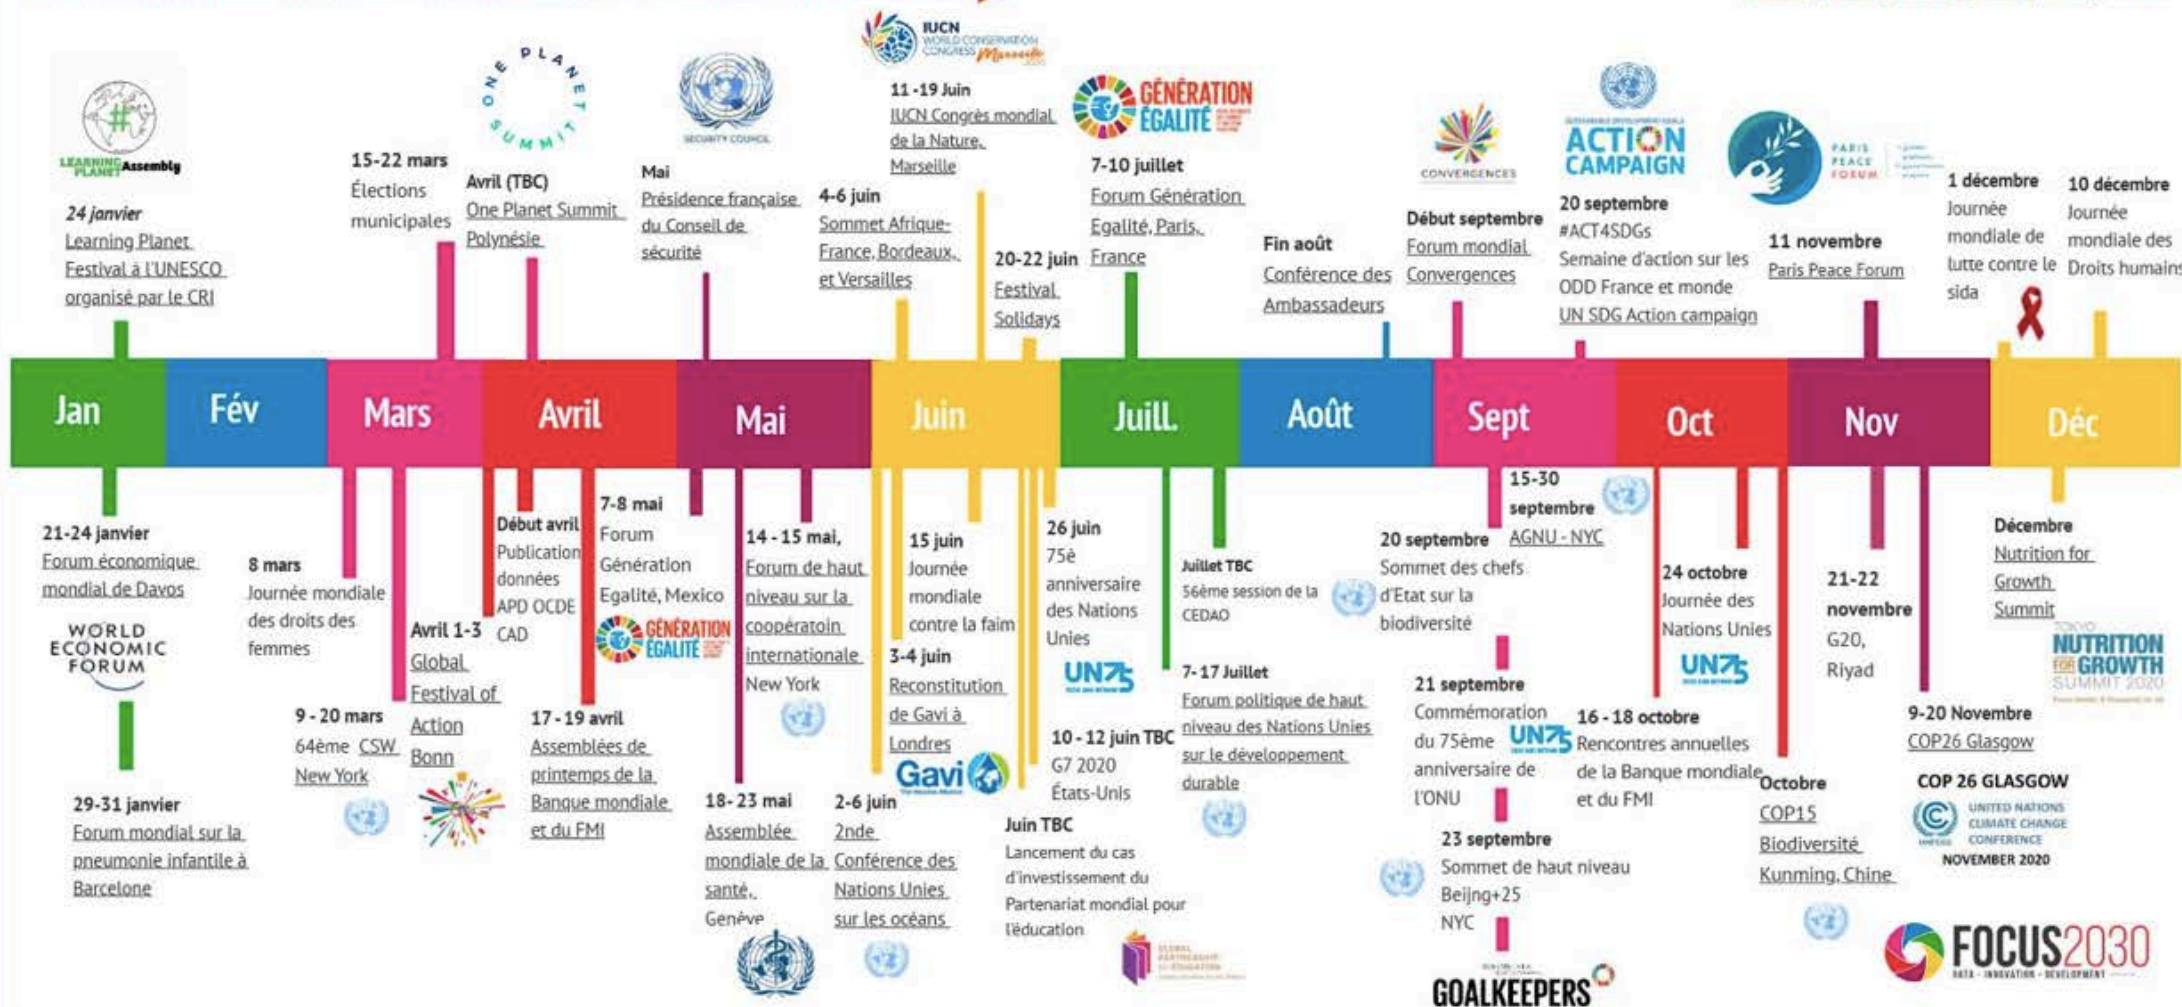 LEARNING
PLANET Assembly
24 janvier
Learning Planet
Festival à l'UNESCO
organisé par le CRI
15-22 mars
Élections
municipales
ONE PLANET SUMMIT
Avril (TBC)
One Planet Summit
Polynésie
SECURITY COUNCIL
Mai
Présidence française
du Conseil de
sécurité
IUCN
WORLD CONSERVATION
CONGRESS Marseille
11 -19 Juin
IUCN Congrès mondial
de la Nature,
Marseille
4-6 juin
Sommet Afrique-
France, Bordeaux,
et Versailles
20-22 juin
Festival
Solidays
GÉNÉRATION
ÉGALITÉ
7-10 juillet
Forum Génération
Egalité, Paris,
France
Fin août
Conférence des
Ambassadeurs
CONVERGENCES
Début septembre
Forum mondial
Convergences
SUSTAINABLE DEVELOPMENT GOALS
ACTION
CAMPAIGN
20 septembre
#ACT4SDGs
Semaine d'action sur les
ODD France et monde
UN SDG Action campaign
PARIS
PEACE
FORUM
11 novembre
Paris Peace Forum
1 décembre
Journée
mondiale de
lutte contre le
sida
10 décembre
Journée
mondiale des
Droits humains
Jan
Fév
Mars
Avril
Mai
Juin
Juill.
Août
Sept
Oct
Nov
Déc
21-24 janvier
Forum économique
mondial de Davos
WORLD
ECONOMIC
FORUM
29-31 janvier
Forum mondial sur la
pneumonie infantile à
Barcelone
8 mars
Journée mondiale
des droits des
femmes
9 - 20 mars
64ème CSW
New York
Avril 1-3
Global
Festival of
Action
Bonn
Début avril
Publication
données
APD OCDE
CAD
17 - 19 avril
Assemblées de
printemps de la
Banque mondiale
et du FMI
7-8 mai
Forum
Génération
Egalité, Mexico
GÉNÉRATION
ÉGALITÉ
18- 23 mai
Assemblée
mondiale de la
santé,
Genève
14 - 15 mai,
Forum de haut
niveau sur la
coopératoin
internationale
New York
2-6 juin
2nde
Conférence des
Nations Unies
sur les océans
15 juin
Journée
mondiale
contre la faim
3-4 juin
Reconstitution
de Gavi à
Londres
Gavi
Juin TBC
Lancement du cas
d'investissement du
Partenariat mondial pour
l'éducation
GLOBAL
PARTNERSHIP
for EDUCATION
26 juin
75è
anniversaire
des Nations
Unies
UN75
10 - 12 juin TBC
G7 2020
États-Unis
Juillet TBC
56ème session de la
CEDAO
7- 17 Juillet
Forum politique de haut
niveau des Nations Unies
sur le développement
durable
15-30
septembre
AGNU - NYC
20 septembre
Sommet des chefs
d'Etat sur la
biodiversité
21 septembre
Commémoration
du 75ème
anniversaire de
l'ONU
UN75
23 septembre
Sommet de haut niveau
Beijng+25
NYC
GOALKEEPERS
24 octobre
Journée des
Nations Unies
UN75
16 - 18 octobre
Rencontres annuelles
de la Banque mondiale
et du FMI
Octobre
COP15
Biodiversité
Kunming, Chine
21-22
novembre
G20,
Riyad
9-20 Novembre
COP26 Glasgow
COP 26 GLASGOW
UNITED NATIONS
CLIMATE CHANGE
CONFERENCE
NOVEMBER 2020
Décembre
Nutrition for
Growth
Summit
TOKYO
NUTRITION
FOR GROWTH
SUMMIT 2020
FOCUS2030
DATA - INNOVATION - DEVELOPMENT